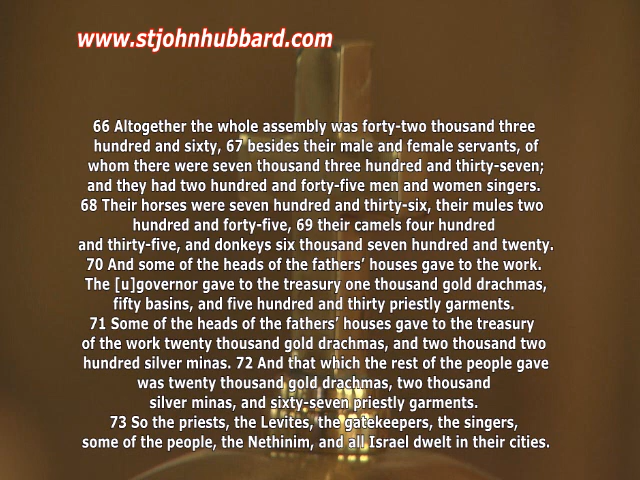 www.stjohnhubbard.com
66 Altogether the whole assembly was forty-two thousand three
hundred and sixty, 67 besides their male and female servants, of
whom there were seven thousand three hundred and thirty-seven;
and they had two hundred and forty-five men and women singers.
68 Their horses were seven hundred and thirty-six, their mules two
hundred and forty-five, 69 their camels four hundred
and thirty-five, and donkeys six thousand seven hundred and twenty.
70 And some of the heads of the fathers’ houses gave to the work.
The [u]governor gave to the treasury one thousand gold drachmas,
fifty basins, and five hundred and thirty priestly garments.
71 Some of the heads of the fathers’ houses gave to the treasury
of the work twenty thousand gold drachmas, and two thousand two
hundred silver minas. 72 And that which the rest of the people gave
was twenty thousand gold drachmas, two thousand
silver minas, and sixty-seven priestly garments.
73 So the priests, the Levites, the gatekeepers, the singers,
some of the people, the Nethinim, and all Israel dwelt in their cities.